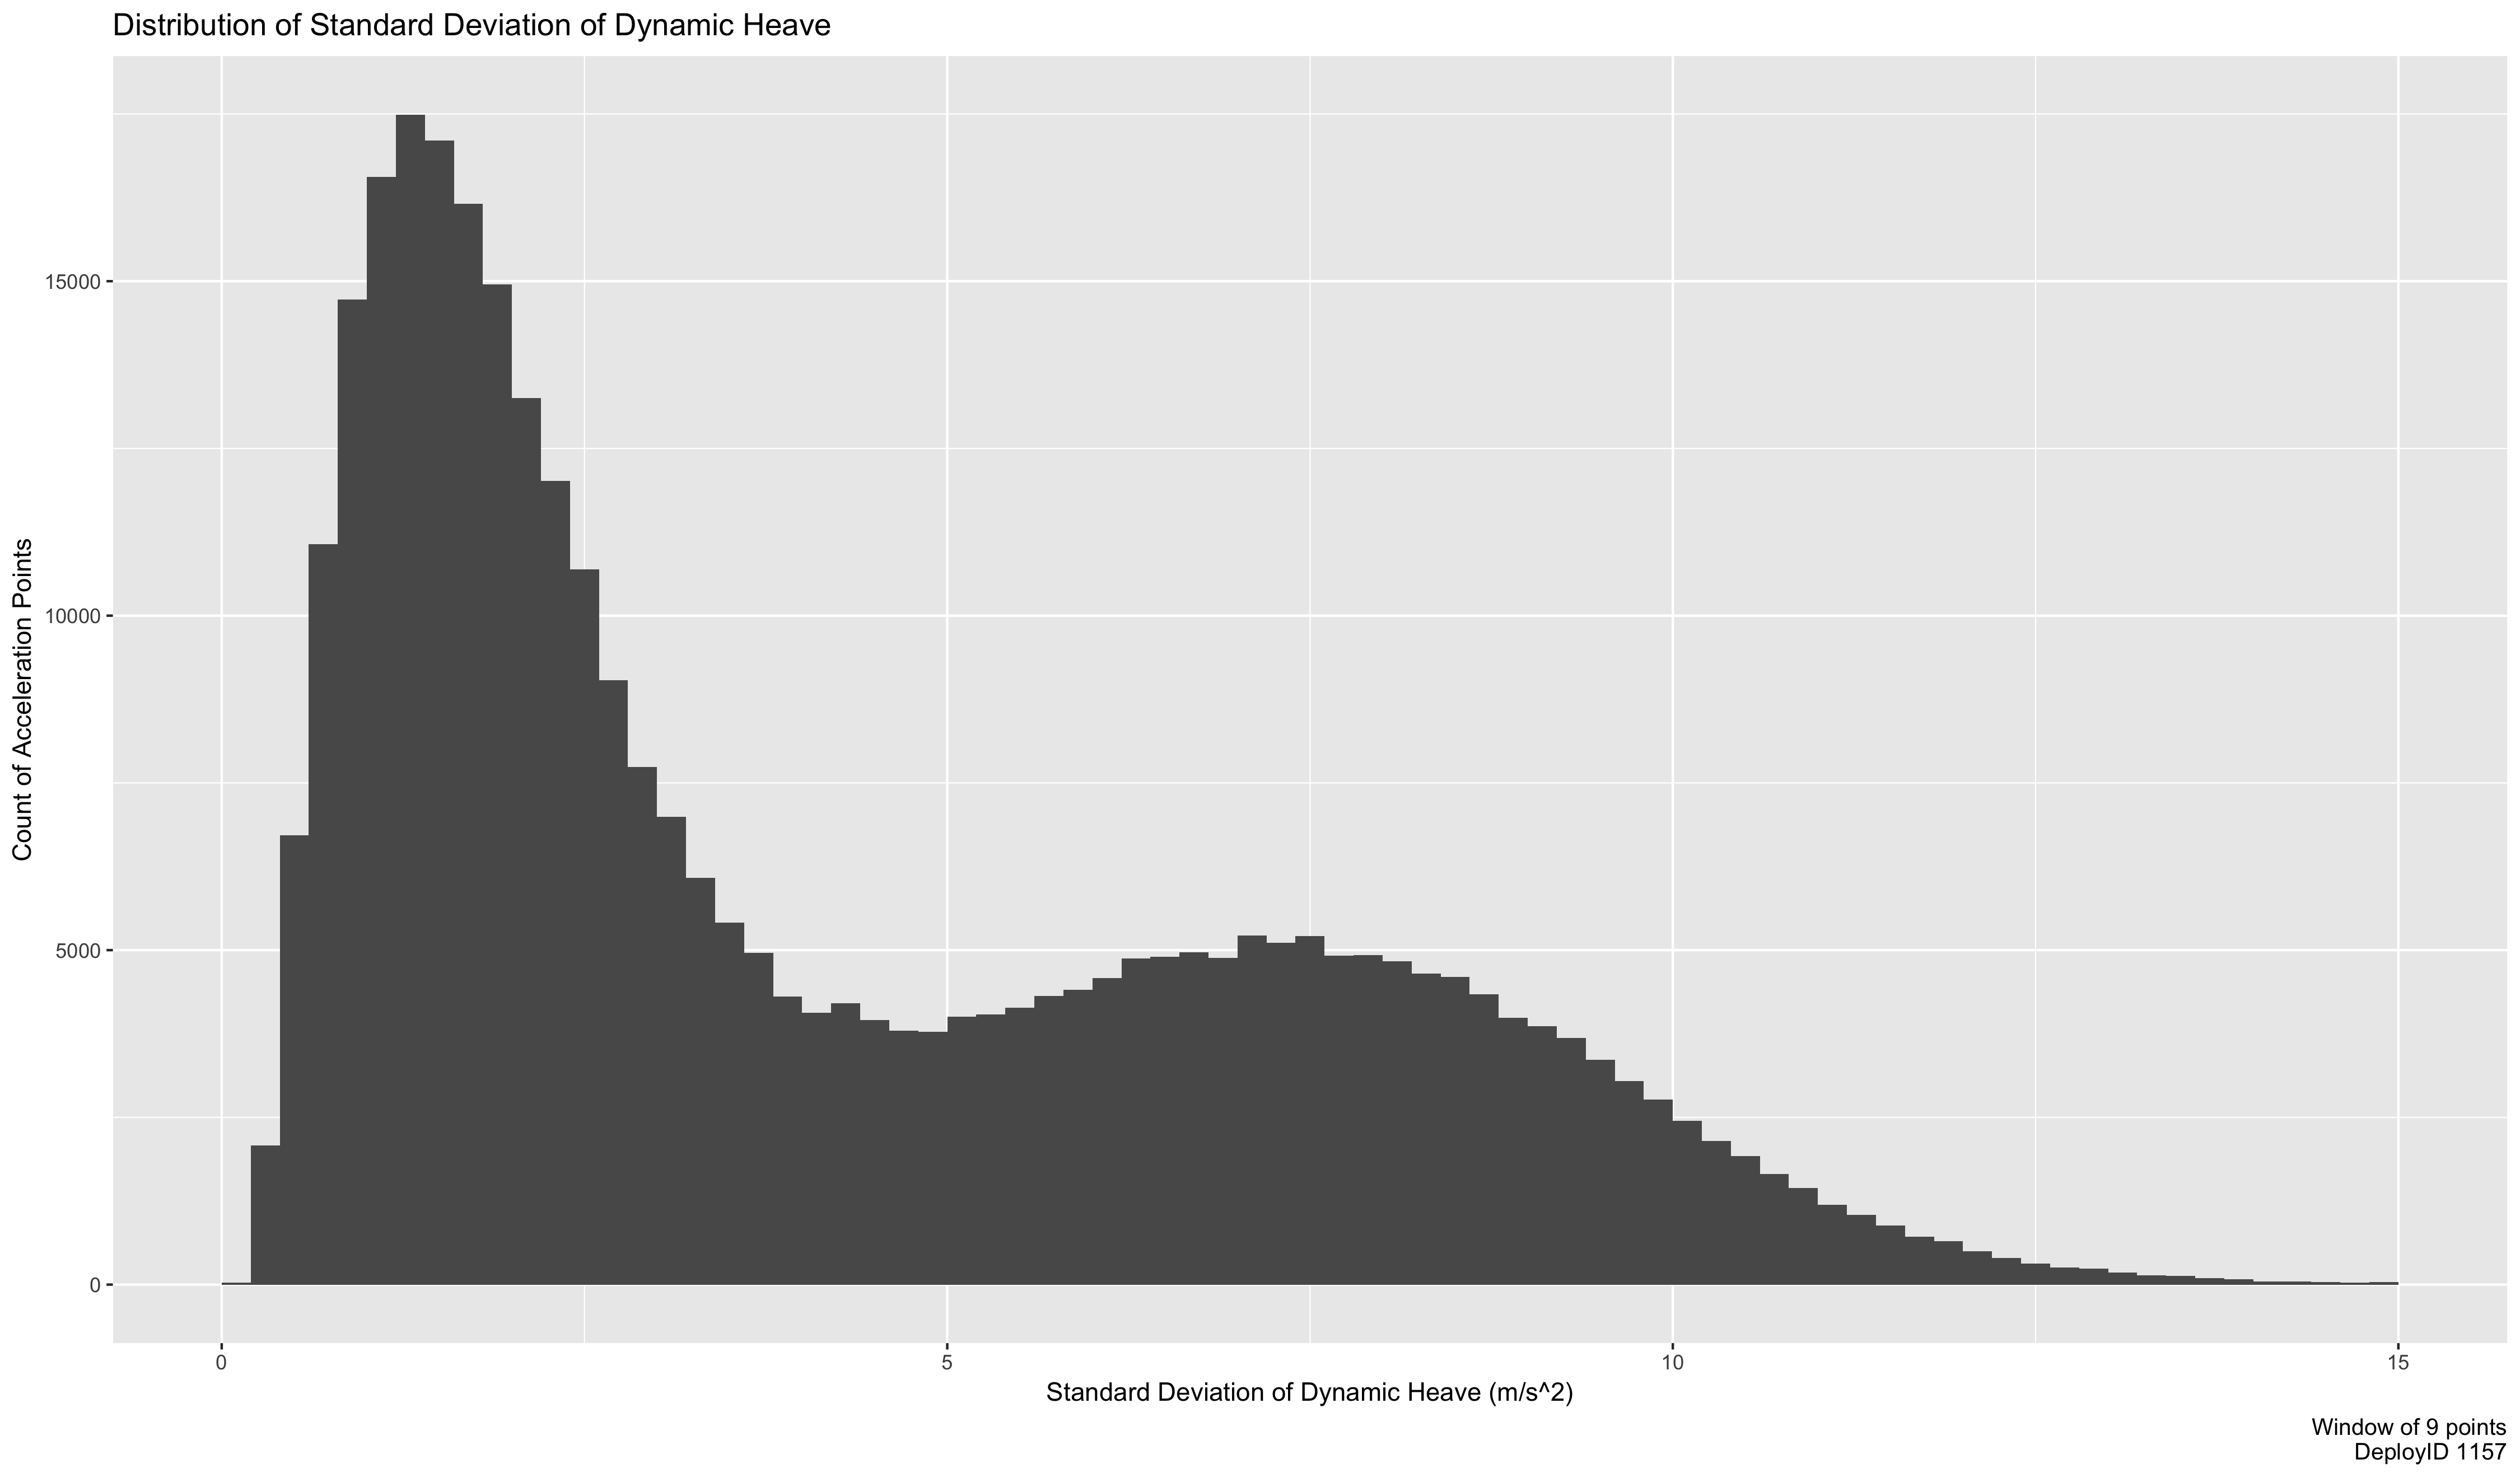 Distribution of Standard Deviation of Dynamic Heave
Count of Acceleration Points
15000
10000
5000
0
0
5
10
15
Standard Deviation of Dynamic Heave (m/s^2)
Window of 9 points
DeployID 1157